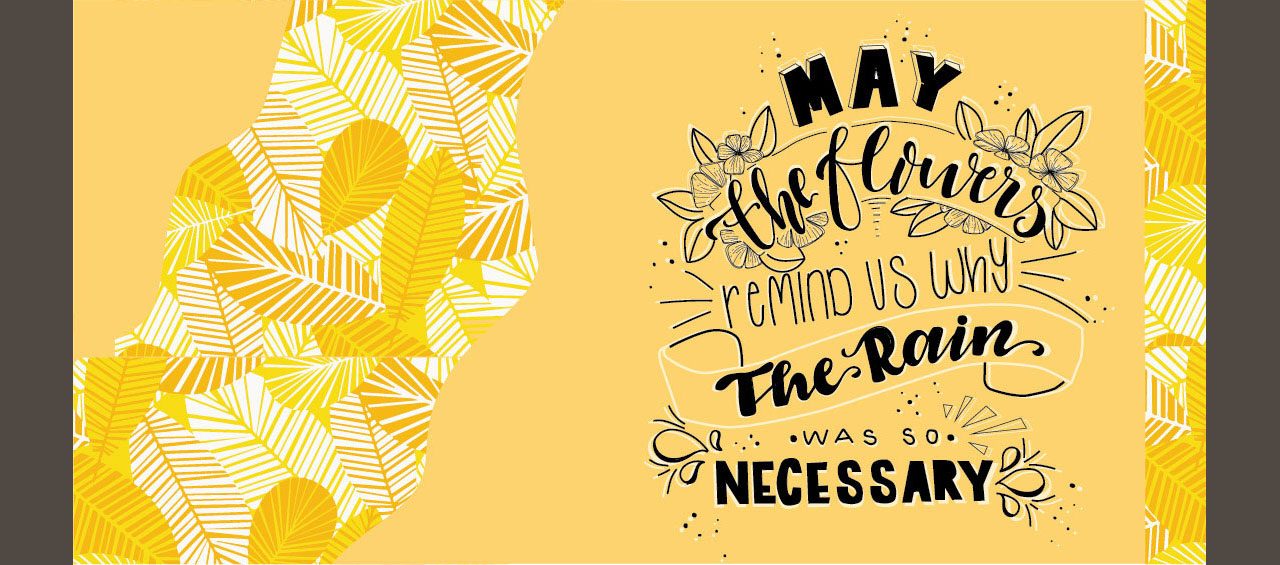 MAY
the flowers
reMIND US WHy
The Rain
•WAS SO•
NECESSARY